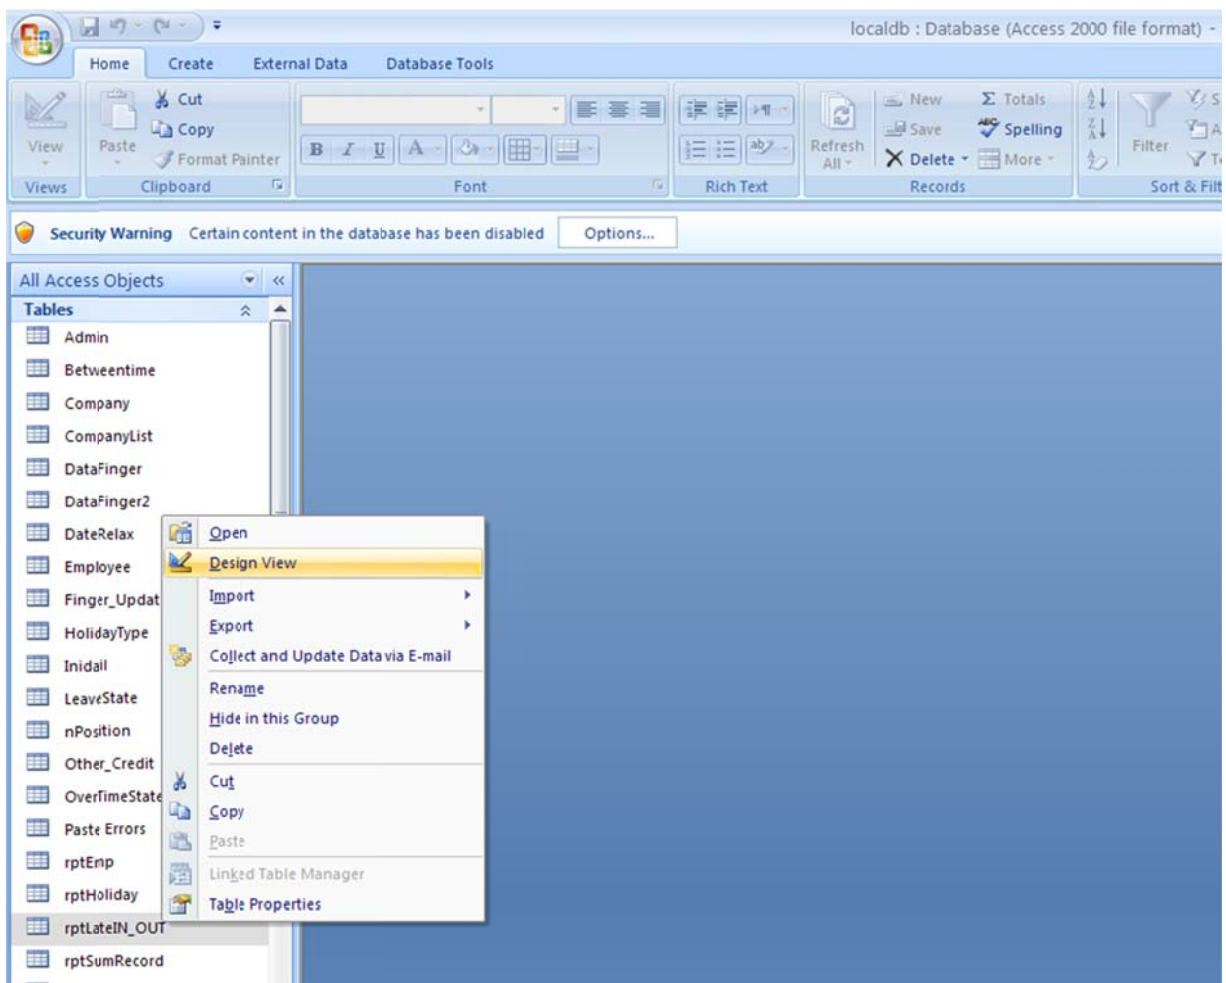 localdb : Database (Access 2000 file format) -
Home Create External Data Database Tools
View
Views
Paste
Cut
Copy
Format Painter
Clipboard
B I U A
Font
ab
Rich Text
Refresh
All
New
Save
Delete
Σ Totals
Spelling
More
Records
Filter
Sort & Filt
Security Warning Certain content in the database has been disabled Options...
All Access Objects
Tables
Admin
Betweentime
Company
CompanyList
DataFinger
DataFinger2
DateRelax
Employee
Finger_Updat
HolidayType
Inidall
LeaveState
nPosition
Other_Credit
OverTimeState
Paste Errors
rptEmp
rptHoliday
rptLateIN_OUT
rptSumRecord
Open
Design View
Import
Export
Collect and Update Data via E-mail
Rename
Hide in this Group
Delete
Cut
Copy
Paste
Linked Table Manager
Table Properties